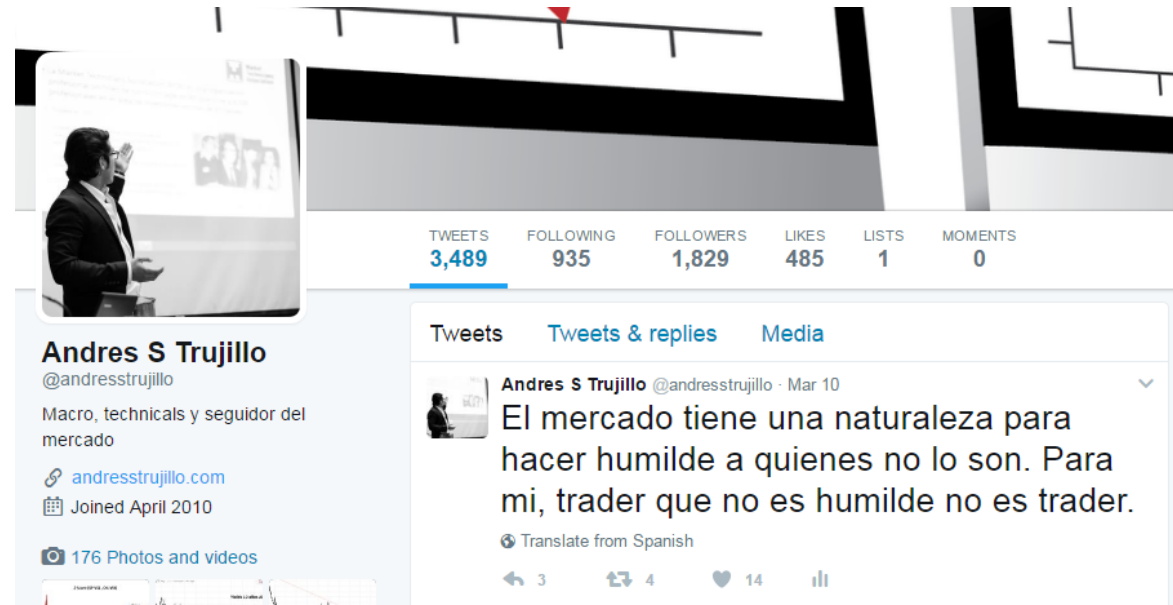 TWEETS FOLLOWING FOLLOWERS LIKES LISTS MOMENTS
3,489 935 1,829 485 1 0
Andres S Trujillo
@andresstrujillo
Macro, technicals y seguidor del
mercado
andresstrujillo.com
Joined April 2010
176 Photos and videos
Tweets Tweets & replies Media
Andres S Trujillo @andresstrujillo · Mar 10
El mercado tiene una naturaleza para
hacer humilde a quienes no lo son. Para
mi, trader que no es humilde no es trader.
Translate from Spanish
3 4 14